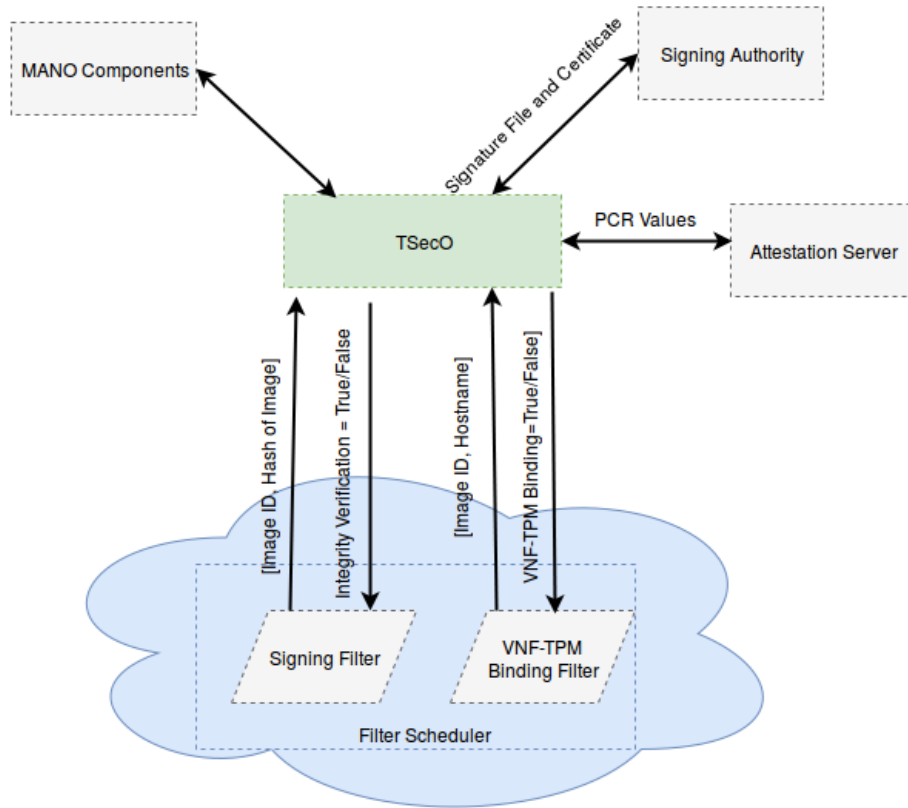 MANO Components
Signing Authority
Signature File and Certificate
TSecO
PCR Values
Attestation Server
[Image ID, Hash of Image]
Integrity Verification = True/False
[Image ID, Hostname]
VNF-TPM Binding=True/False]
Signing Filter
VNF-TPM
Binding Filter
Filter Scheduler